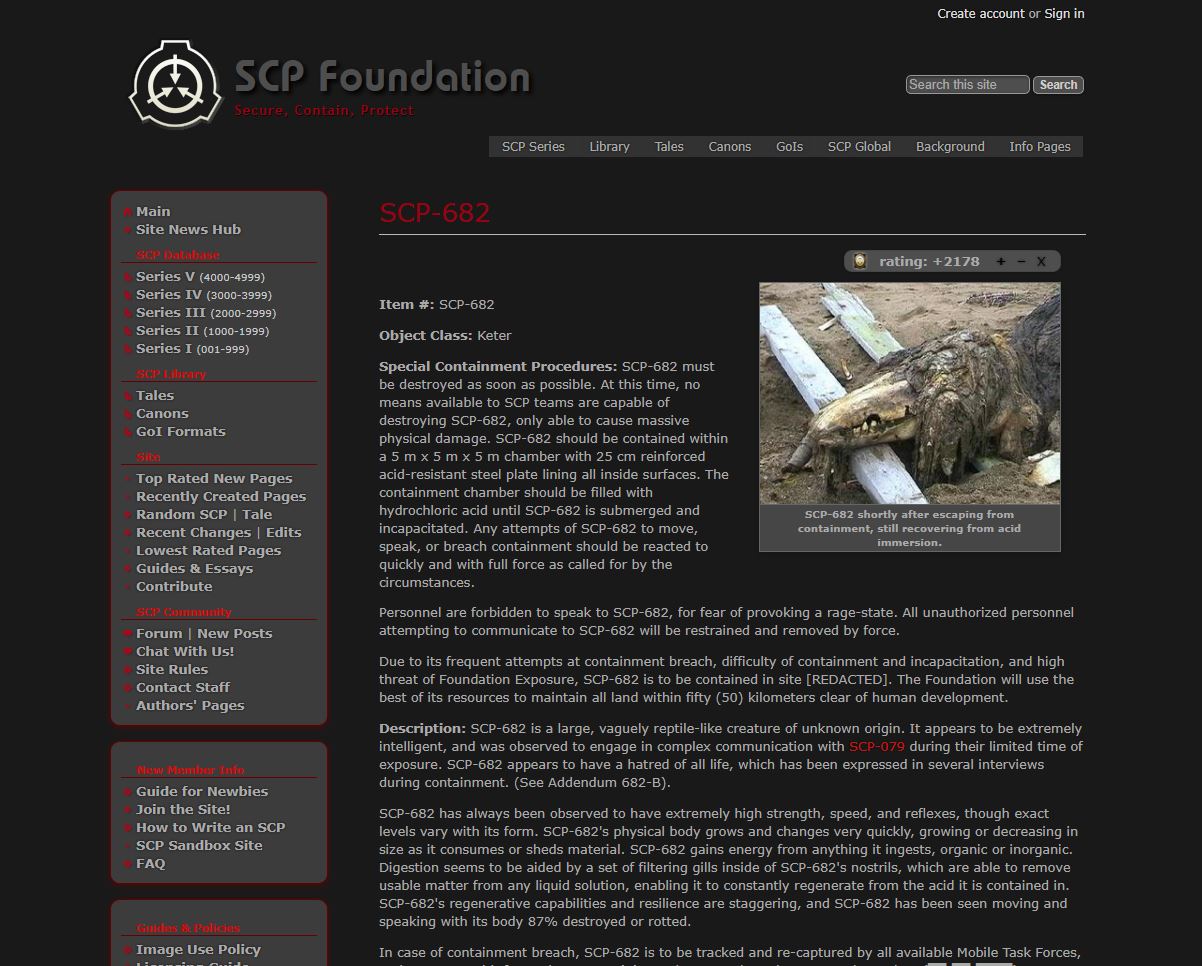 Create account or Sign in
SCP Foundation
Secure, Contain, Protect
Search this site Search
SCP Series Library Tales Canons GoIs SCP Global Background Info Pages
Main
Site News Hub
SCP Database
Series V (4000-4999)
Series IV (3000-3999)
Series III (2000-2999)
Series II (1000-1999)
Series I (001-999)
SCP Library
Tales
Canons
GoI Formats
Site
Top Rated New Pages
Recently Created Pages
Random SCP | Tale
Recent Changes | Edits
Lowest Rated Pages
Guides & Essays
Contribute
SCP Community
Forum | New Posts
Chat With Us!
Site Rules
Contact Staff
Authors' Pages
New Member Info
Guide for Newbies
Join the Site!
How to Write an SCP
SCP Sandbox Site
FAQ
Guides & Policies
Image Use Policy
Licensing Guide
SCP-682
rating: +2178 + − X
Item #: SCP-682
Object Class: Keter
Special Containment Procedures: SCP-682 must
be destroyed as soon as possible. At this time, no
means available to SCP teams are capable of
destroying SCP-682, only able to cause massive
physical damage. SCP-682 should be contained within
a 5 m x 5 m x 5 m chamber with 25 cm reinforced
acid-resistant steel plate lining all inside surfaces. The
containment chamber should be filled with
hydrochloric acid until SCP-682 is submerged and
incapacitated. Any attempts of SCP-682 to move,
speak, or breach containment should be reacted to
quickly and with full force as called for by the
circumstances.
SCP-682 shortly after escaping from
containment, still recovering from acid
immersion.
Personnel are forbidden to speak to SCP-682, for fear of provoking a rage-state. All unauthorized personnel
attempting to communicate to SCP-682 will be restrained and removed by force.
Due to its frequent attempts at containment breach, difficulty of containment and incapacitation, and high
threat of Foundation Exposure, SCP-682 is to be contained in site [REDACTED]. The Foundation will use the
best of its resources to maintain all land within fifty (50) kilometers clear of human development.
Description: SCP-682 is a large, vaguely reptile-like creature of unknown origin. It appears to be extremely
intelligent, and was observed to engage in complex communication with SCP-079 during their limited time of
exposure. SCP-682 appears to have a hatred of all life, which has been expressed in several interviews
during containment. (See Addendum 682-B).
SCP-682 has always been observed to have extremely high strength, speed, and reflexes, though exact
levels vary with its form. SCP-682's physical body grows and changes very quickly, growing or decreasing in
size as it consumes or sheds material. SCP-682 gains energy from anything it ingests, organic or inorganic.
Digestion seems to be aided by a set of filtering gills inside of SCP-682's nostrils, which are able to remove
usable matter from any liquid solution, enabling it to constantly regenerate from the acid it is contained in.
SCP-682's regenerative capabilities and resilience are staggering, and SCP-682 has been seen moving and
speaking with its body 87% destroyed or rotted.
In case of containment breach, SCP-682 is to be tracked and re-captured by all available Mobile Task Forces,